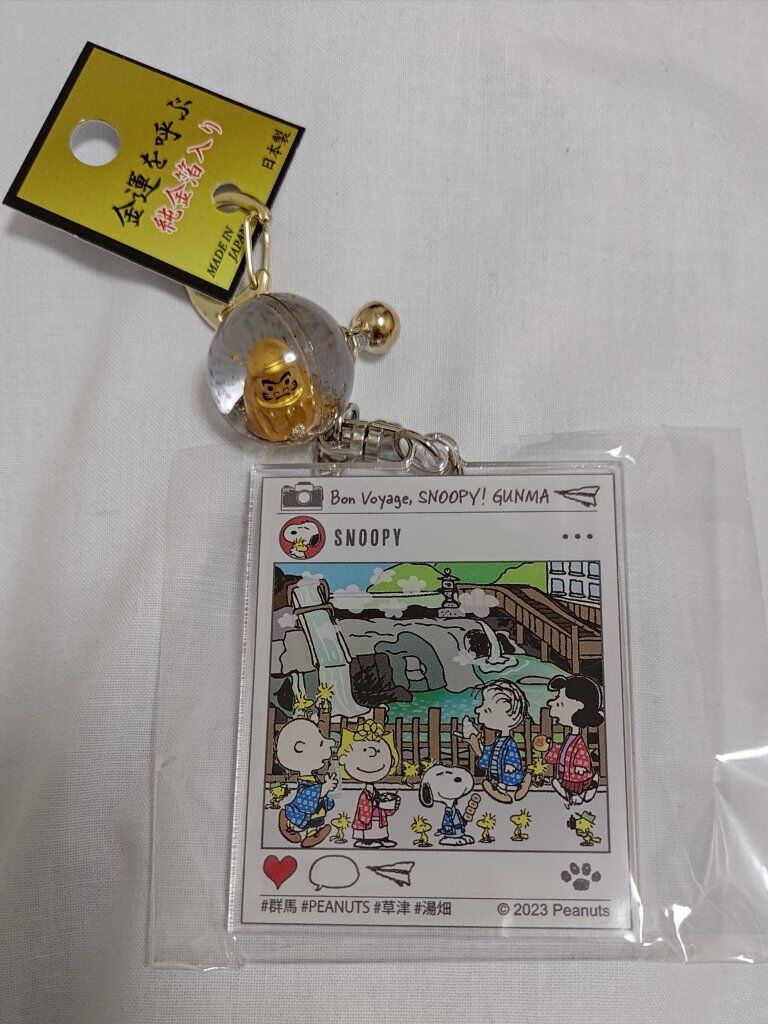 金運を呼ぶ
純金箔入り
日本製
MADE IN
JAPAN
Bon Voyage, SNOOPY! GUNMA
SNOOPY
#群馬 #PEANUTS #草津 #湯畑
© 2023 Peanuts